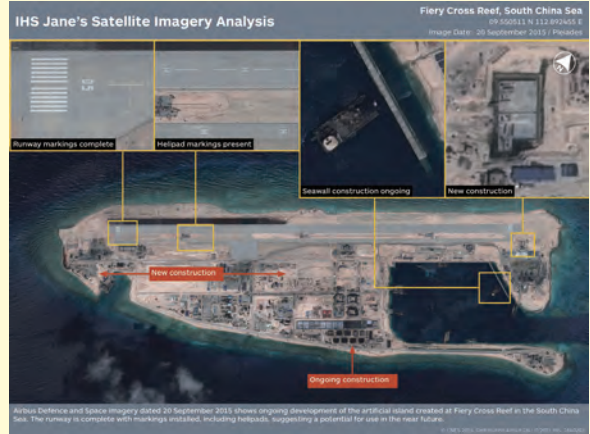 IHS Jane's Satellite Imagery Analysis
Fiery Cross Reef, South China Sea
09.550511 N 112.892455 E
Image Date: 20 September 2015 / Pleiades
Runway markings complete
Helipad markings present
Seawall construction ongoing
New construction
New construction
Ongoing construction
Airbus Defence and Space imagery dated 20 September 2015 shows ongoing development of the artificial island created at Fiery Cross Reef in the South China
Sea. The runway is complete with markings installed, including helipads, suggesting a potential for use in the near future.